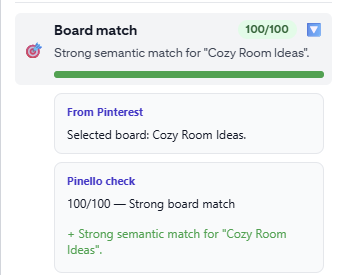 Board match 100/100
Strong semantic match for "Cozy Room Ideas".
From Pinterest
Selected board: Cozy Room Ideas.
Pinello check
100/100 — Strong board match
+ Strong semantic match for "Cozy Room
Ideas".